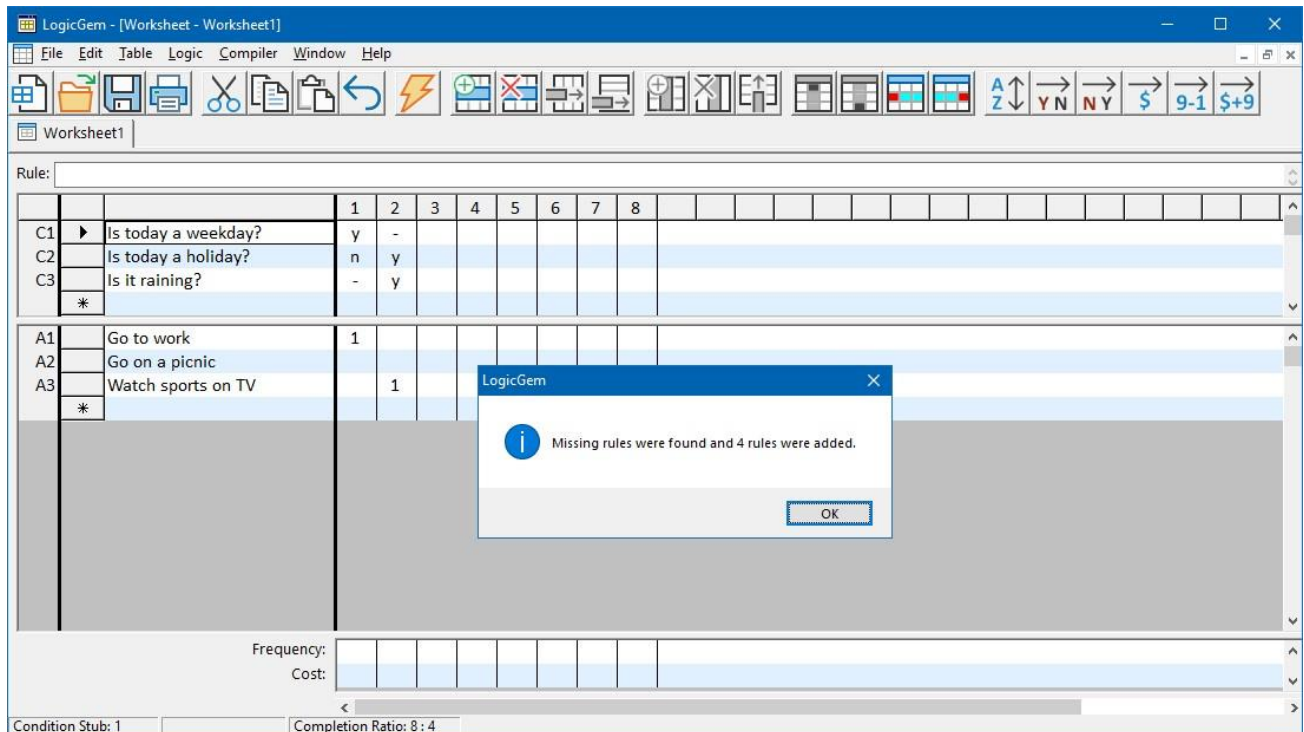 LogicGem - [Worksheet - Worksheet1]
File Edit Table Logic Compiler Window Help
A Z Y N N Y $ 9-1 $+9
Worksheet1
Rule:
1 2 3 4 5 6 7 8
C1 Is today a weekday? y -
C2 Is today a holiday? n y
C3 Is it raining? - y
*
A1 Go to work 1
A2 Go on a picnic
A3 Watch sports on TV 1
*
LogicGem
Missing rules were found and 4 rules were added.
OK
Frequency:
Cost:
Condition Stub: 1 Completion Ratio: 8 : 4